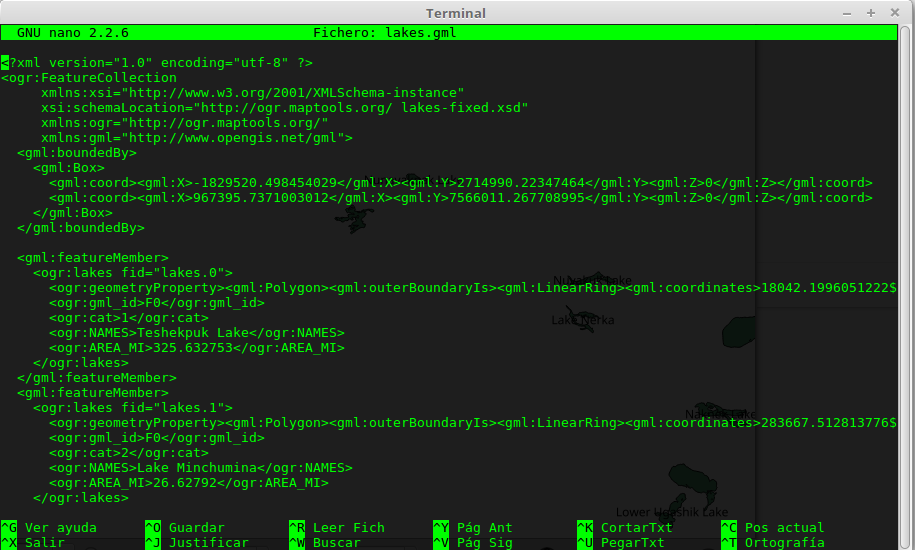 Terminal
GNU nano 2.2.6 Fichero: lakes.gml
<?xml version="1.0" encoding="utf-8" ?>
<ogr:FeatureCollection
xmlns:xsi="http://www.w3.org/2001/XMLSchema-instance"
xsi:schemaLocation="http://ogr.maptools.org/ lakes-fixed.xsd"
xmlns:ogr="http://ogr.maptools.org/"
xmlns:gml="http://www.opengis.net/gml">
<gml:boundedBy>
<gml:Box>
<gml:coord><gml:X>-1829520.498454029</gml:X><gml:Y>2714990.22347464</gml:Y><gml:Z>0</gml:Z></gml:coord>
<gml:coord><gml:X>967395.7371003012</gml:X><gml:Y>7566011.267708995</gml:Y><gml:Z>0</gml:Z></gml:coord>
</gml:Box>
</gml:boundedBy>
<gml:featureMember>
<ogr:lakes fid="lakes.0">
<ogr:geometryProperty><gml:Polygon><gml:outerBoundaryIs><gml:LinearRing><gml:coordinates>18042.1996051222$
<ogr:gml_id>F0</ogr:gml_id>
<ogr:cat>1</ogr:cat>
<ogr:NAMES>Teshekpuk Lake</ogr:NAMES>
<ogr:AREA_MI>325.632753</ogr:AREA_MI>
</ogr:lakes>
</gml:featureMember>
<gml:featureMember>
<ogr:lakes fid="lakes.1">
<ogr:geometryProperty><gml:Polygon><gml:outerBoundaryIs><gml:LinearRing><gml:coordinates>283667.512813776$
<ogr:gml_id>F0</ogr:gml_id>
<ogr:cat>2</ogr:cat>
<ogr:NAMES>Lake Minchumina</ogr:NAMES>
<ogr:AREA_MI>26.62792</ogr:AREA_MI>
</ogr:lakes>
Lake Nerka
Lower Ugashik Lake
^G Ver ayuda ^O Guardar ^R Leer Fich ^Y Pág Ant ^K CortarTxt ^C Pos actual
^X Salir ^J Justificar ^W Buscar ^V Pág Sig ^U PegarTxt ^T Ortografía